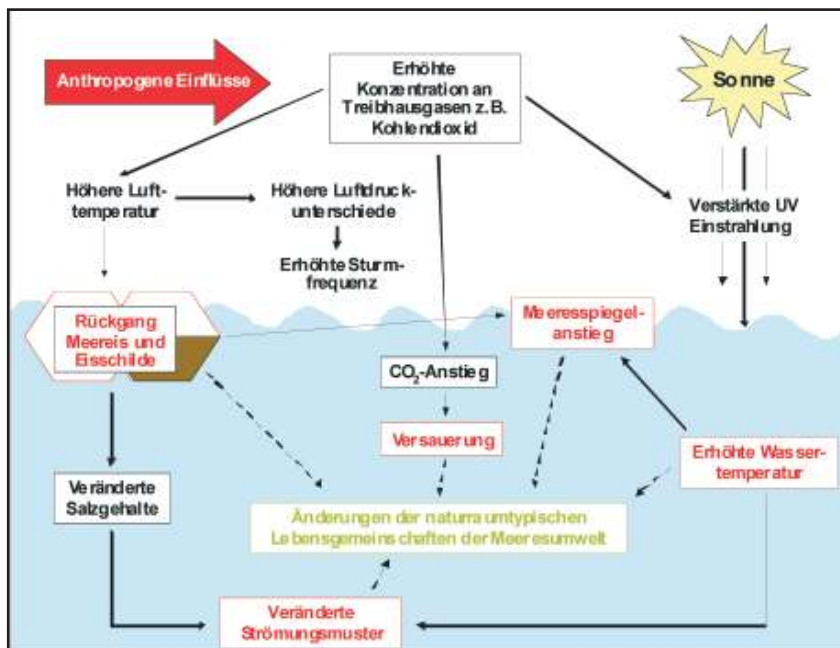 Anthropogene Einflüsse
Erhöhte
Konzentration an
Treibhausgasen z.B.
Kohlendioxid
Sonne
Höhere Luft-
temperatur
Höhere Luftdruck-
unterschiede
Verstärkte UV
Einstrahlung
Erhöhte Sturm-
frequenz
Rückgang
Meereis und
Eisschilde
Meeresspiegel-
anstieg
CO₂-Anstieg
Versauerung
Erhöhte Wasser-
temperatur
Veränderte
Salzgehalte
Änderungen der naturraumtypischen
Lebensgemeinschaften der Meeresumwelt
Veränderte
Strömungsmuster